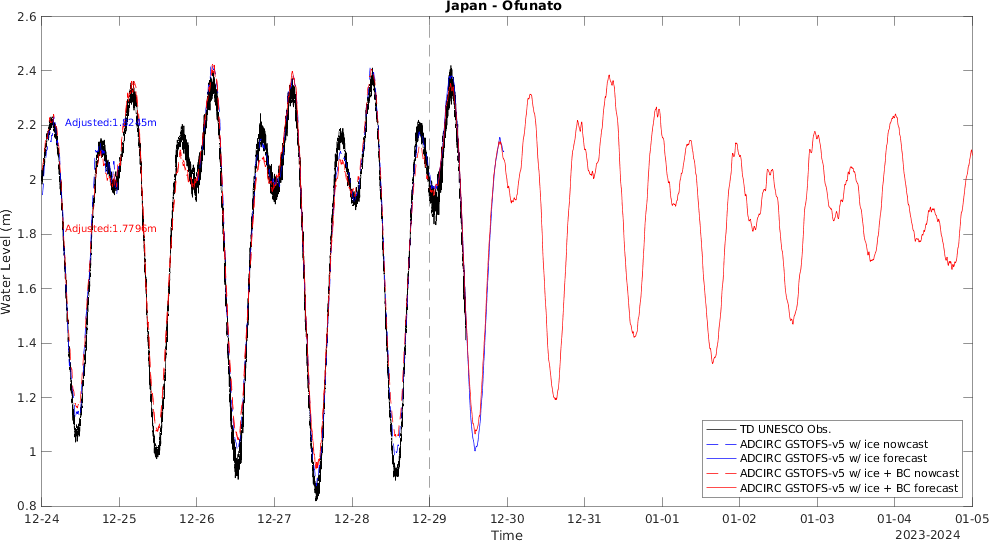 Japan - Ofunato
2.6
2.4
2.2
2
1.8
1.6
1.4
1.2
1
0.8
Water Level (m)
Adjusted:1.8245m
Adjusted:1.7796m
TD UNESCO Obs.
ADCIRC GSTOFS-v5 w/ ice nowcast
ADCIRC GSTOFS-v5 w/ ice forecast
ADCIRC GSTOFS-v5 w/ ice + BC nowcast
ADCIRC GSTOFS-v5 w/ ice + BC forecast
12-24 12-25 12-26 12-27 12-28 12-29 12-30 12-31 01-01 01-02 01-03 01-04 01-05
Time
2023-2024